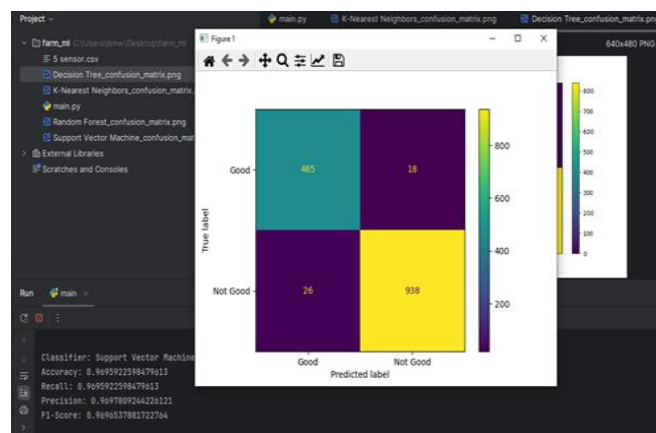 Project
main.py
K-Nearest Neighbors_confusion_matrix.png
Decision Tree_confusion_matrix.png
farm_ml C:\Users\bmw\Desktop\farm_ml
5 sensor.csv
Decision Tree_confusion_matrix.png
K-Nearest Neighbors_confusion_matrix.
main.py
Random Forest_confusion_matrix.png
Support Vector Machine_confusion_mat
External Libraries
Scratches and Consoles
Figure 1
640x480 PNG
Good
465
18
Not Good
26
938
True label
Good
Not Good
Predicted label
800
600
400
200
800
700
600
500
400
300
200
100
0
Run
main
Classifier: Support Vector Machine
Accuracy: 0.9695922598479613
Recall: 0.9695922598479613
Precision: 0.9697809244226121
F1-Score: 0.9696537881722764